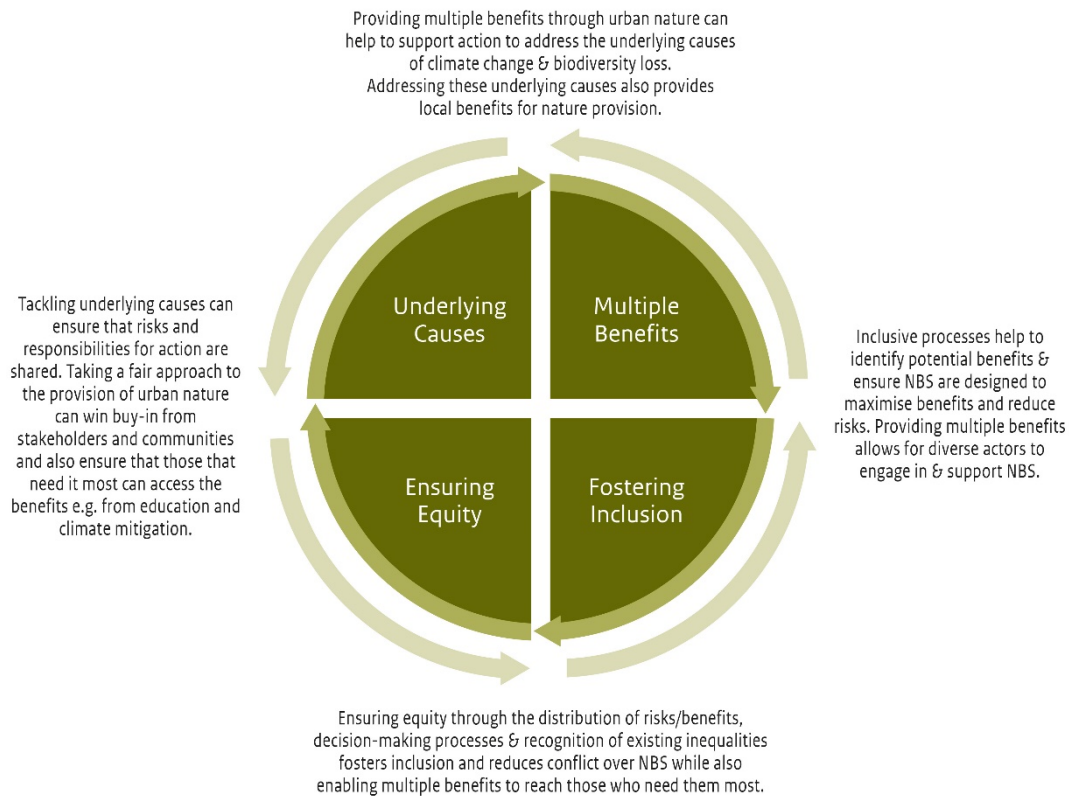 Providing multiple benefits through urban nature can
help to support action to address the underlying causes
of climate change & biodiversity loss.
Addressing these underlying causes also provides
local benefits for nature provision.
Underlying
Causes
Multiple
Benefits
Tackling underlying causes can
ensure that risks and
responsibilities for action are
shared. Taking a fair approach to
the provision of urban nature
can win buy-in from
stakeholders and communities
and also ensure that those that
need it most can access the
benefits e.g. from education and
climate mitigation.
Inclusive processes help to
identify potential benefits &
ensure NBS are designed to
maximise benefits and reduce
risks. Providing multiple benefits
allows for diverse actors to
engage in & support NBS.
Ensuring
Equity
Fostering
Inclusion
Ensuring equity through the distribution of risks/benefits,
decision-making processes & recognition of existing inequalities
fosters inclusion and reduces conflict over NBS while also
enabling multiple benefits to reach those who need them most.